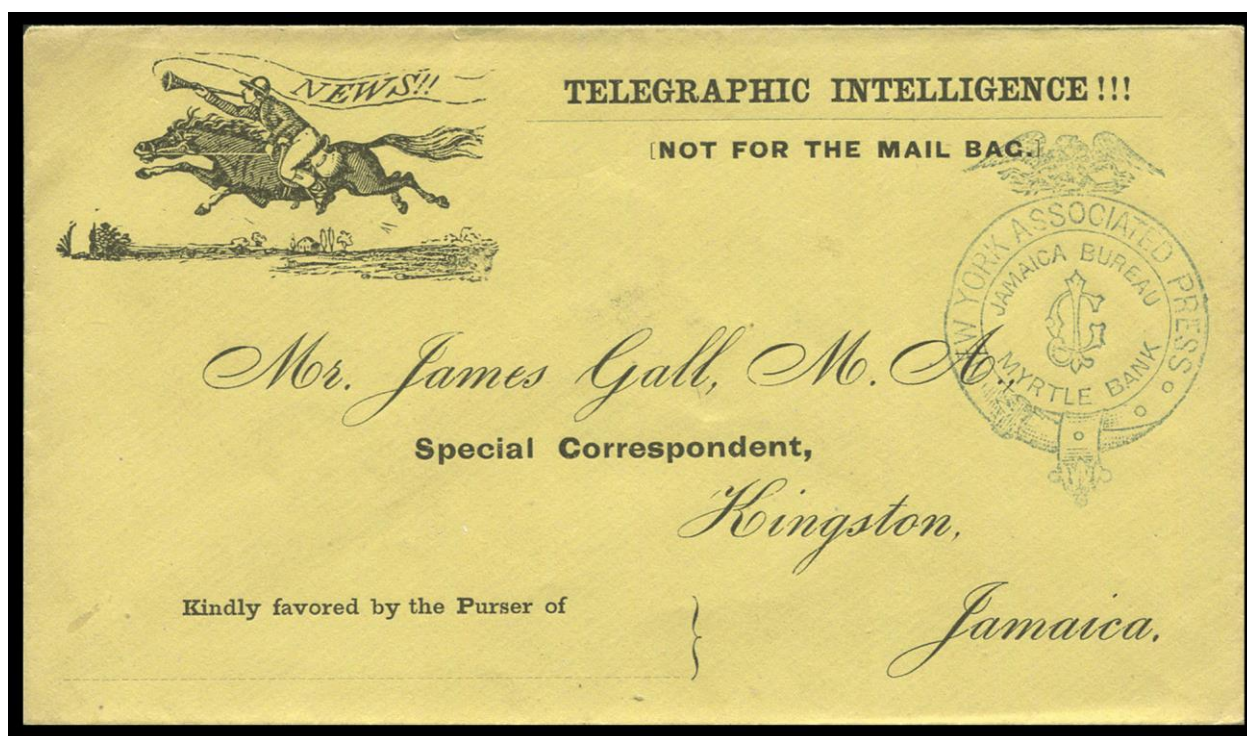 NEWS!!
TELEGRAPHIC INTELLIGENCE!!!
[NOT FOR THE MAIL BAG.]
NEW YORK ASSOCIATED PRESS
JAMAICA BUREAU
MYRTLE BANK
Mr. James Gall, M. A.,
Special Correspondent,
Kingston,
Jamaica.
Kindly favored by the Purser of